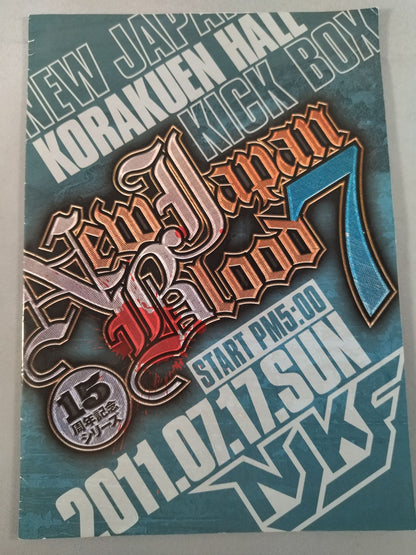 NEW JAPAN
KORAKUEN HALL
KICK BOX
New Japan
Blood 7
START PM5:00
15
周年記念
シリーズ
2011.07.17.SUN
NJKF